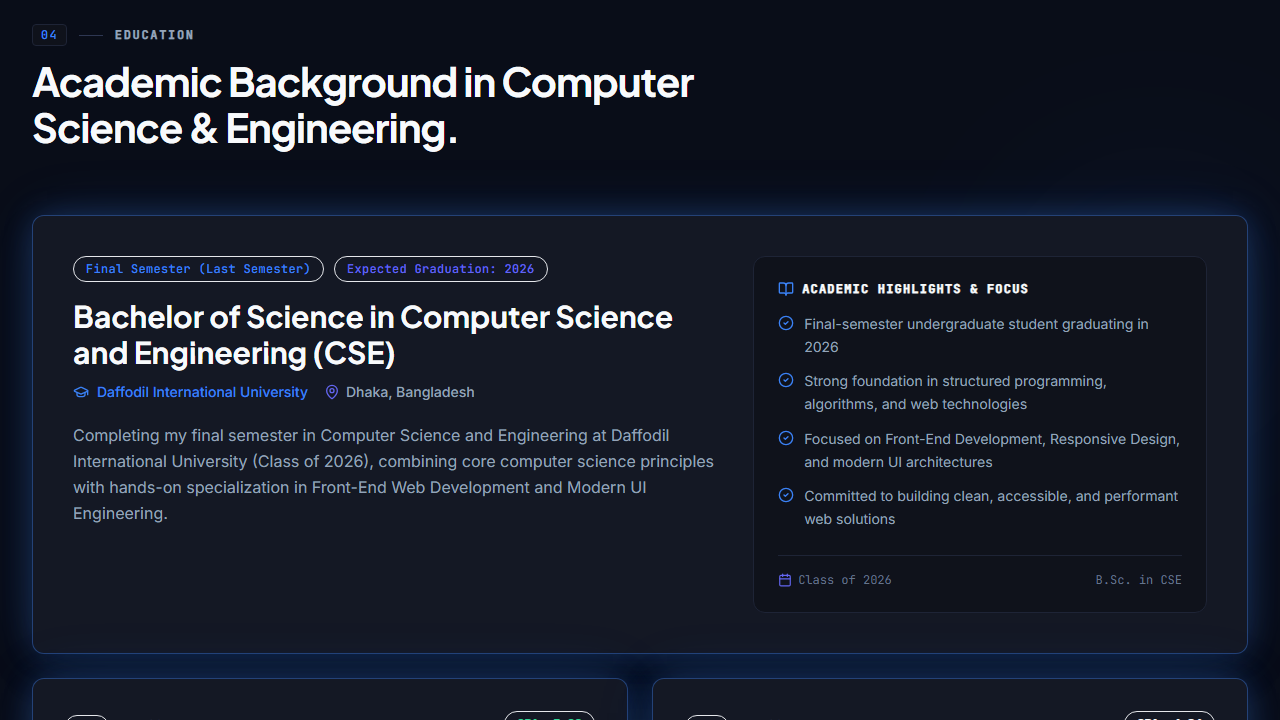 04
EDUCATION
Academic Background in Computer
Science & Engineering.
Final Semester (Last Semester)
Expected Graduation: 2026
Bachelor of Science in Computer Science
and Engineering (CSE)
Daffodil International University
Dhaka, Bangladesh
Completing my final semester in Computer Science and Engineering at Daffodil
International University (Class of 2026), combining core computer science principles
with hands-on specialization in Front-End Web Development and Modern UI
Engineering.
ACADEMIC HIGHLIGHTS & FOCUS
Final-semester undergraduate student graduating in
2026
Strong foundation in structured programming,
algorithms, and web technologies
Focused on Front-End Development, Responsive Design,
and modern UI architectures
Committed to building clean, accessible, and performant
web solutions
Class of 2026
B.Sc. in CSE